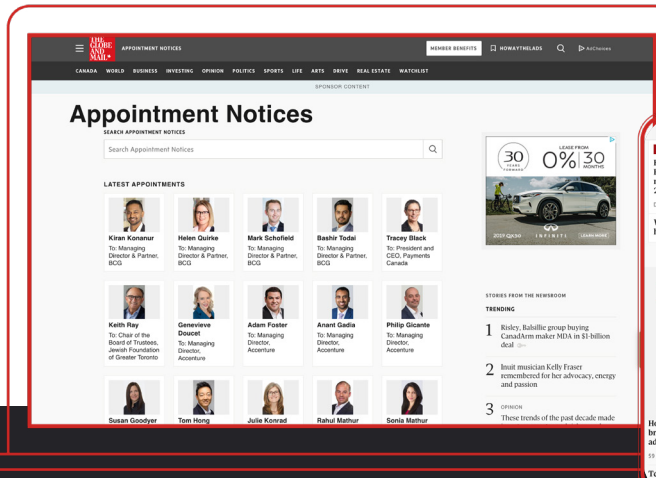 THE
GLOBE
AND
MAIL
APPOINTMENT NOTICES
MEMBER BENEFITS
HOWAYTHELADS
AdChoices
CANADA WORLD BUSINESS INVESTING OPINION POLITICS SPORTS LIFE ARTS DRIVE REAL ESTATE WATCHLIST
SPONSOR CONTENT
Appointment Notices
SEARCH APPOINTMENT NOTICES
Search Appointment Notices
LATEST APPOINTMENTS
Kiran Konanur
To: Managing
Director & Partner,
BCG
Helen Quirke
To: Managing
Director & Partner,
BCG
Mark Schofield
To: Managing
Director & Partner,
BCG
Bashir Todai
To: Managing
Director & Partner,
BCG
Tracey Black
To: President and
CEO, Payments
Canada
Keith Ray
To: Chair of the
Board of Trustees,
Jewish Foundation
of Greater Toronto
Genevieve
Doucet
To: Managing
Director,
Accenture
Adam Foster
To: Managing
Director,
Accenture
Anant Gadia
To: Managing
Director,
Accenture
Philip Gicante
To: Managing
Director,
Accenture
Susan Goodyer
Tom Hong
Julie Konrad
Rahul Mathur
Sonia Mathur
30
YEARS
FORWARD
LEASE FROM
0% 30
MONTHS
2019 QX50
INFINITI
LEARN MORE
STORIES FROM THE NEWSROOM
TRENDING
1 Risley, Balsillie group buying
CanadArm maker MDA in $1-billion
deal
2 Inuit musician Kelly Fraser
remembered for her advocacy, energy
and passion
3 OPINION
These trends of the past decade made